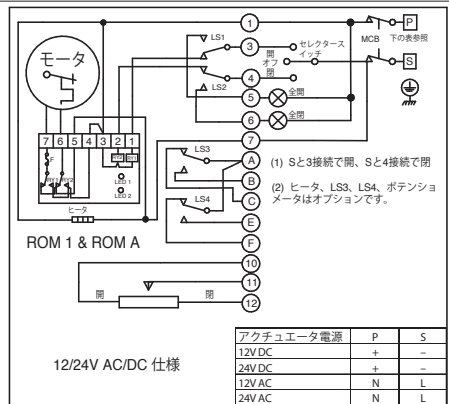 モータ
LS1
1
3
開
オフ
閉
セレクタース
イッチ
MCB
P
下の表参照
S
4
LS2
5
全開
6
全閉
7
7 6 5 4 3 2 1
F
RY1 RY2
RY2 RY1
LED 1
LED 2
ヒータ
ROM 1 & ROM A
LS3
A
B
C
LS4
E
F
(1) Sと3接続で開、Sと4接続で閉
(2) ヒータ、LS3、LS4、ポテンショ
メータはオプションです。
10
11
12
開 閉
12/24V AC/DC 仕様
アクチュエータ電源 P S
12V DC + –
24V DC + –
12V AC N L
24V AC N L